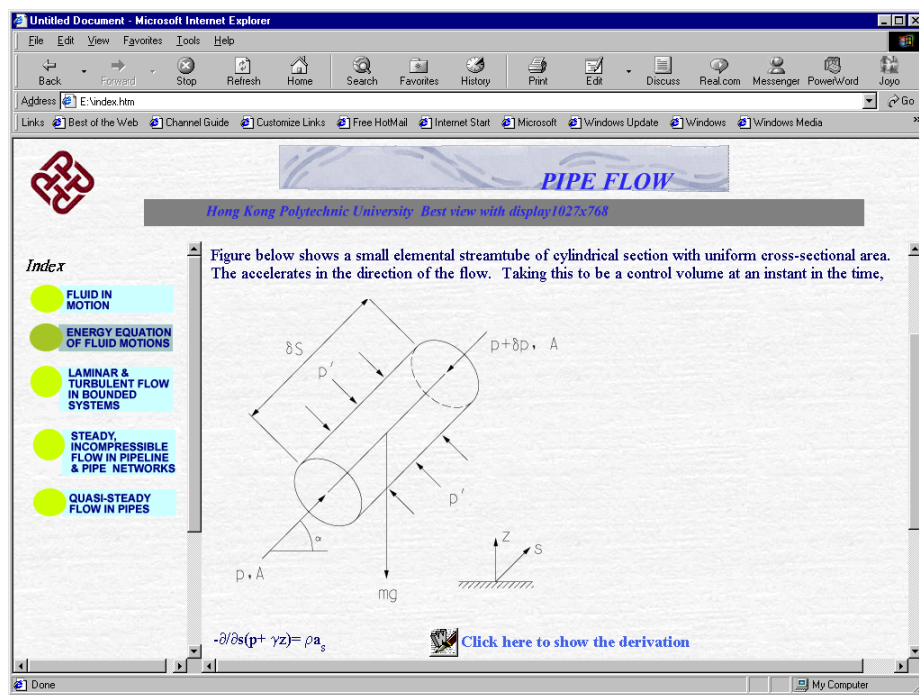 Untitled Document - Microsoft Internet Explorer
File Edit View Favorites Tools Help
Back Forward Stop Refresh Home Search Favorites History Print Edit Discuss Real.com Messenger PowerWord Joyo
Address E:\index.htm Go
Links Best of the Web Channel Guide Customize Links Free HotMail Internet Start Microsoft Windows Update Windows Windows Media
PIPE FLOW
Hong Kong Polytechnic University Best view with display1027x768
Index
FLUID IN
MOTION
ENERGY EQUATION
OF FLUID MOTIONS
LAMINAR &
TURBULENT FLOW
IN BOUNDED
SYSTEMS
STEADY,
INCOMPRESSIBLE
FLOW IN PIPELINE
& PIPE NETWORKS
QUASI-STEADY
FLOW IN PIPES
Figure below shows a small elemental streamtube of cylindrical section with uniform cross-sectional area.
The accelerates in the direction of the flow. Taking this to be a control volume at an instant in the time,
δS
p'
p+δp, A
p'
α
p, A
mg
Z
S
-∂/∂s(p+ γz)= ρaₛ
Click here to show the derivation
Done My Computer